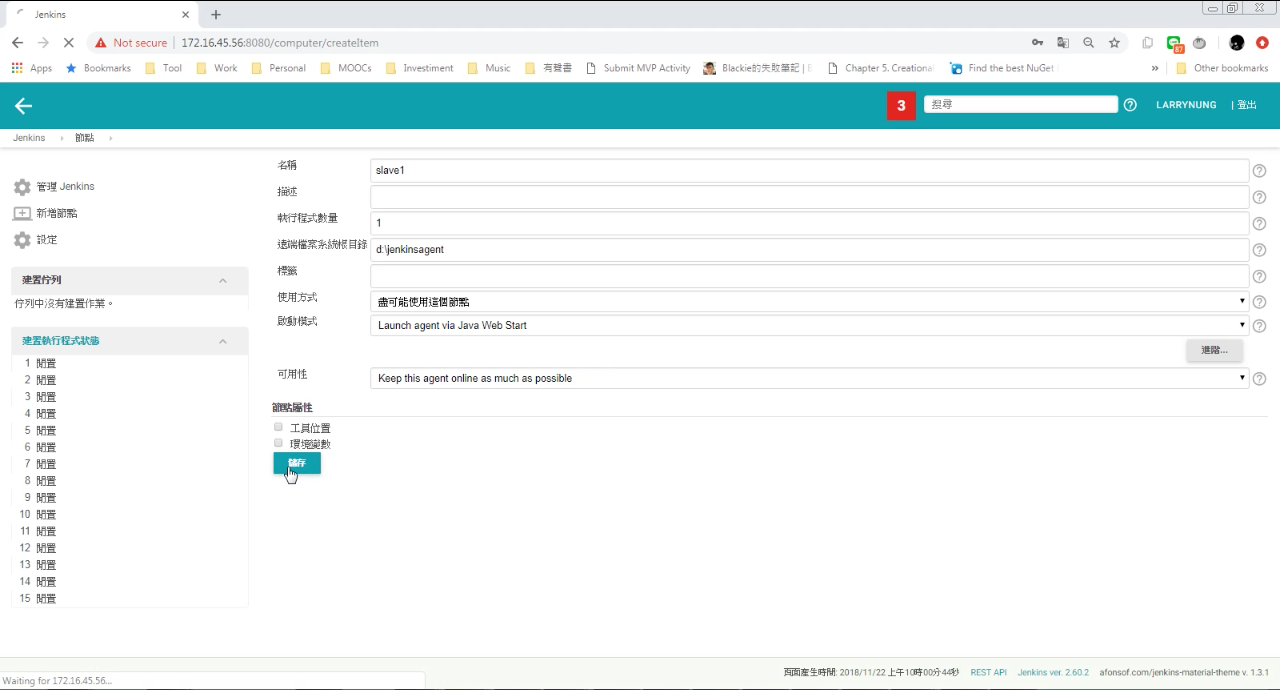 Jenkins
Not secure 172.16.45.56:8080/computer/createItem
Apps Bookmarks Tool Work Personal MOOCs Investiment Music 有聲書 Submit MVP Activity Blackie的失敗筆記 | Chapter 5. Creationa Find the best NuGet » Other bookmarks
3 搜尋 LARRYNUNG | 登出
Jenkins › 節點 ›
管理 Jenkins
新增節點
設定
建置佇列
佇列中沒有建置作業。
建置執行程式狀態
1 閒置
2 閒置
3 閒置
4 閒置
5 閒置
6 閒置
7 閒置
8 閒置
9 閒置
10 閒置
11 閒置
12 閒置
13 閒置
14 閒置
15 閒置
名稱 slave1
描述
執行程式數量 1
遠端檔案系統根目錄 d:\jenkinsagent
標籤
使用方式 盡可能使用這個節點
啟動模式 Launch agent via Java Web Start
進階...
可用性 Keep this agent online as much as possible
節點屬性
工具位置
環境變數
儲存
頁面產生時間: 2018/11/22 上午10時00分44秒 REST API Jenkins ver. 2.60.2 afonsof.com/jenkins-material-theme v. 1.3.1
Waiting for 172.16.45.56...